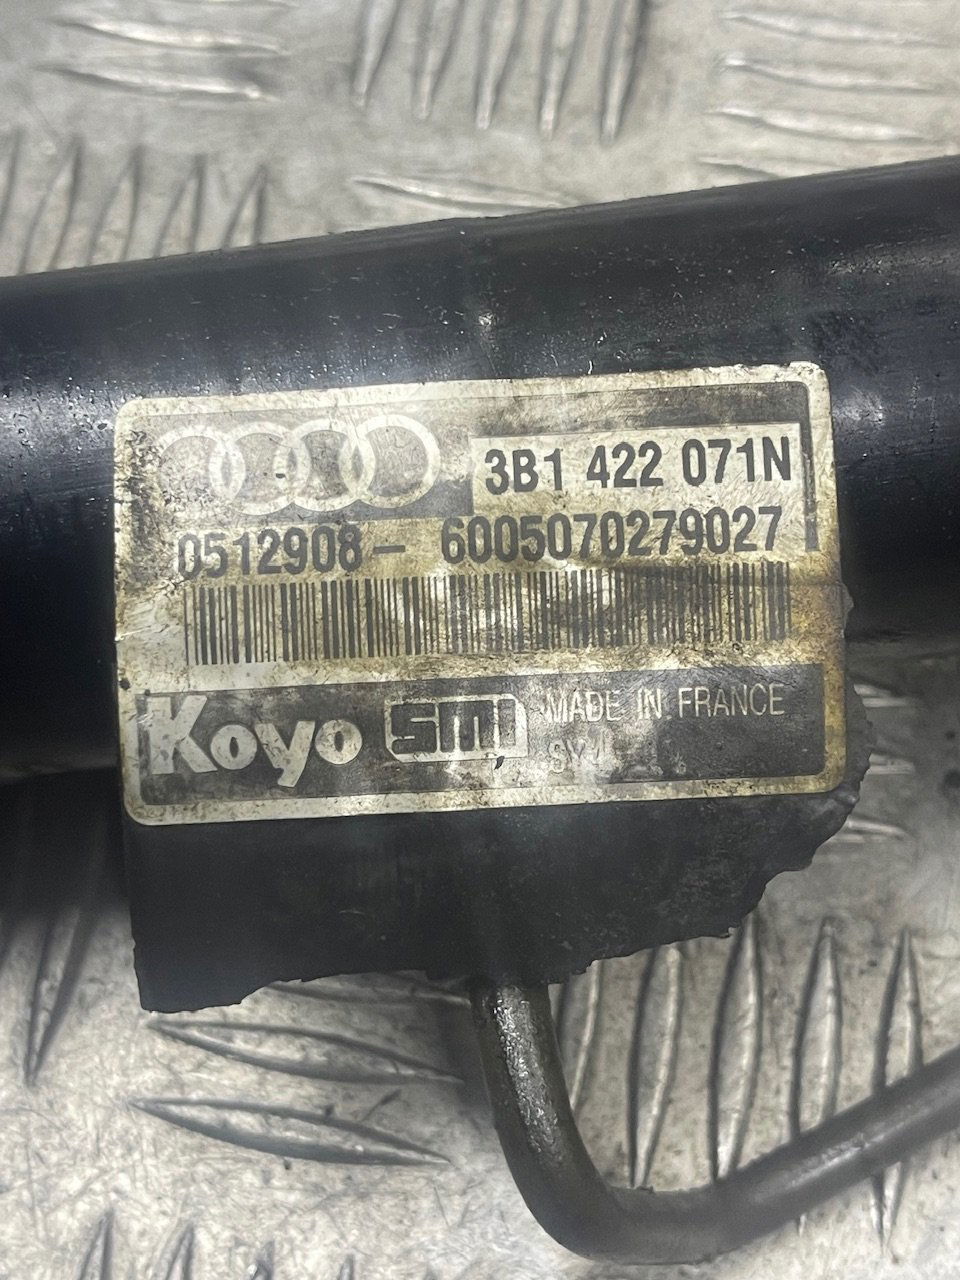 3B1 422 071N
0512908- 6005070279027
Koyo SMI MADE IN FRANCE